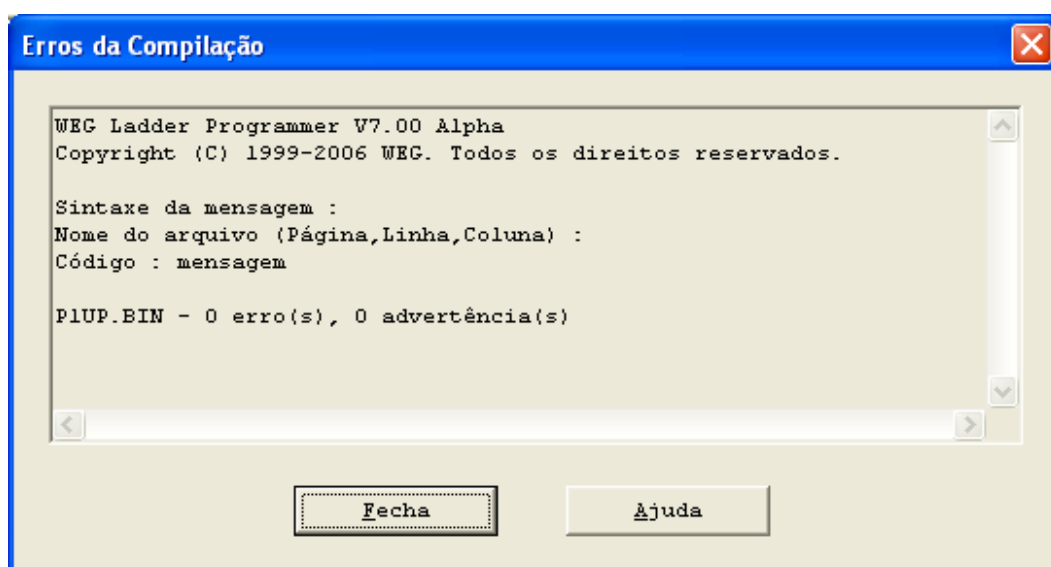 Erros da Compilação
WEG Ladder Programmer V7.00 Alpha
Copyright (C) 1999-2006 WEG. Todos os direitos reservados.
Sintaxe da mensagem :
Nome do arquivo (Página,Linha,Coluna) :
Código : mensagem
P1UP.BIN - 0 erro(s), 0 advertência(s)
Fecha
Ajuda